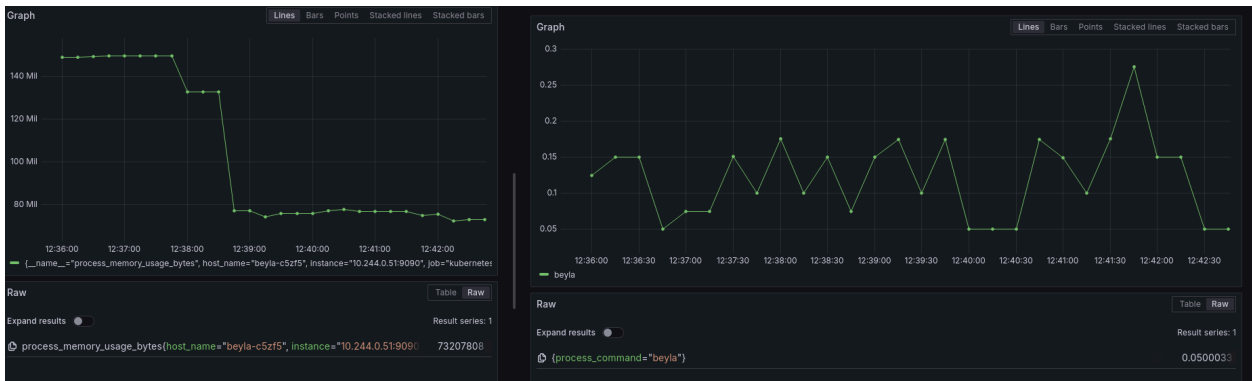 Graph
Lines Bars Points Stacked lines Stacked bars
140 Mil
120 Mil
100 Mil
80 Mil
12:36:00 12:37:00 12:38:00 12:39:00 12:40:00 12:41:00 12:42:00
{__name__="process_memory_usage_bytes", host_name="beyla-c5zf5", instance="10.244.0.51:9090", job="kubernetes
Raw
Table Raw
Expand results
Result series: 1
process_memory_usage_bytes{host_name="beyla-c5zf5", instance="10.244.0.51:9090
73207808
Graph
Lines Bars Points Stacked lines Stacked bars
0.3
0.25
0.2
0.15
0.1
0.05
12:36:00 12:36:30 12:37:00 12:37:30 12:38:00 12:38:30 12:39:00 12:39:30 12:40:00 12:40:30 12:41:00 12:41:30 12:42:00 12:42:30
beyla
Raw
Table Raw
Expand results
Result series: 1
{process_command="beyla"}
0.0500033